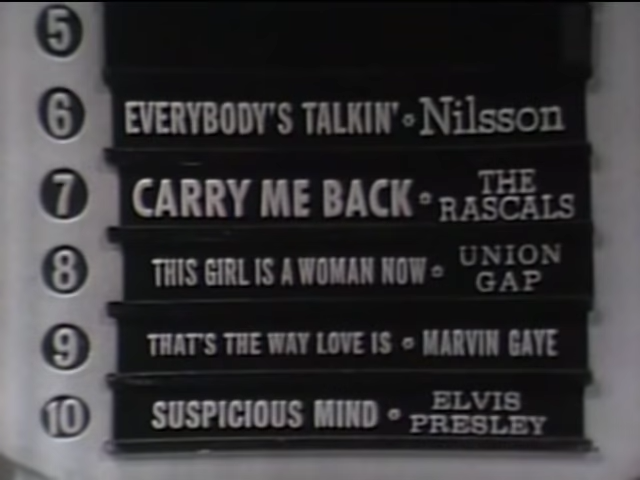 5
6 EVERYBODY'S TALKIN' Nilsson
7 CARRY ME BACK THE RASCALS
8 THIS GIRL IS A WOMAN NOW UNION GAP
9 THAT'S THE WAY LOVE IS MARVIN GAYE
10 SUSPICIOUS MIND ELVIS PRESLEY